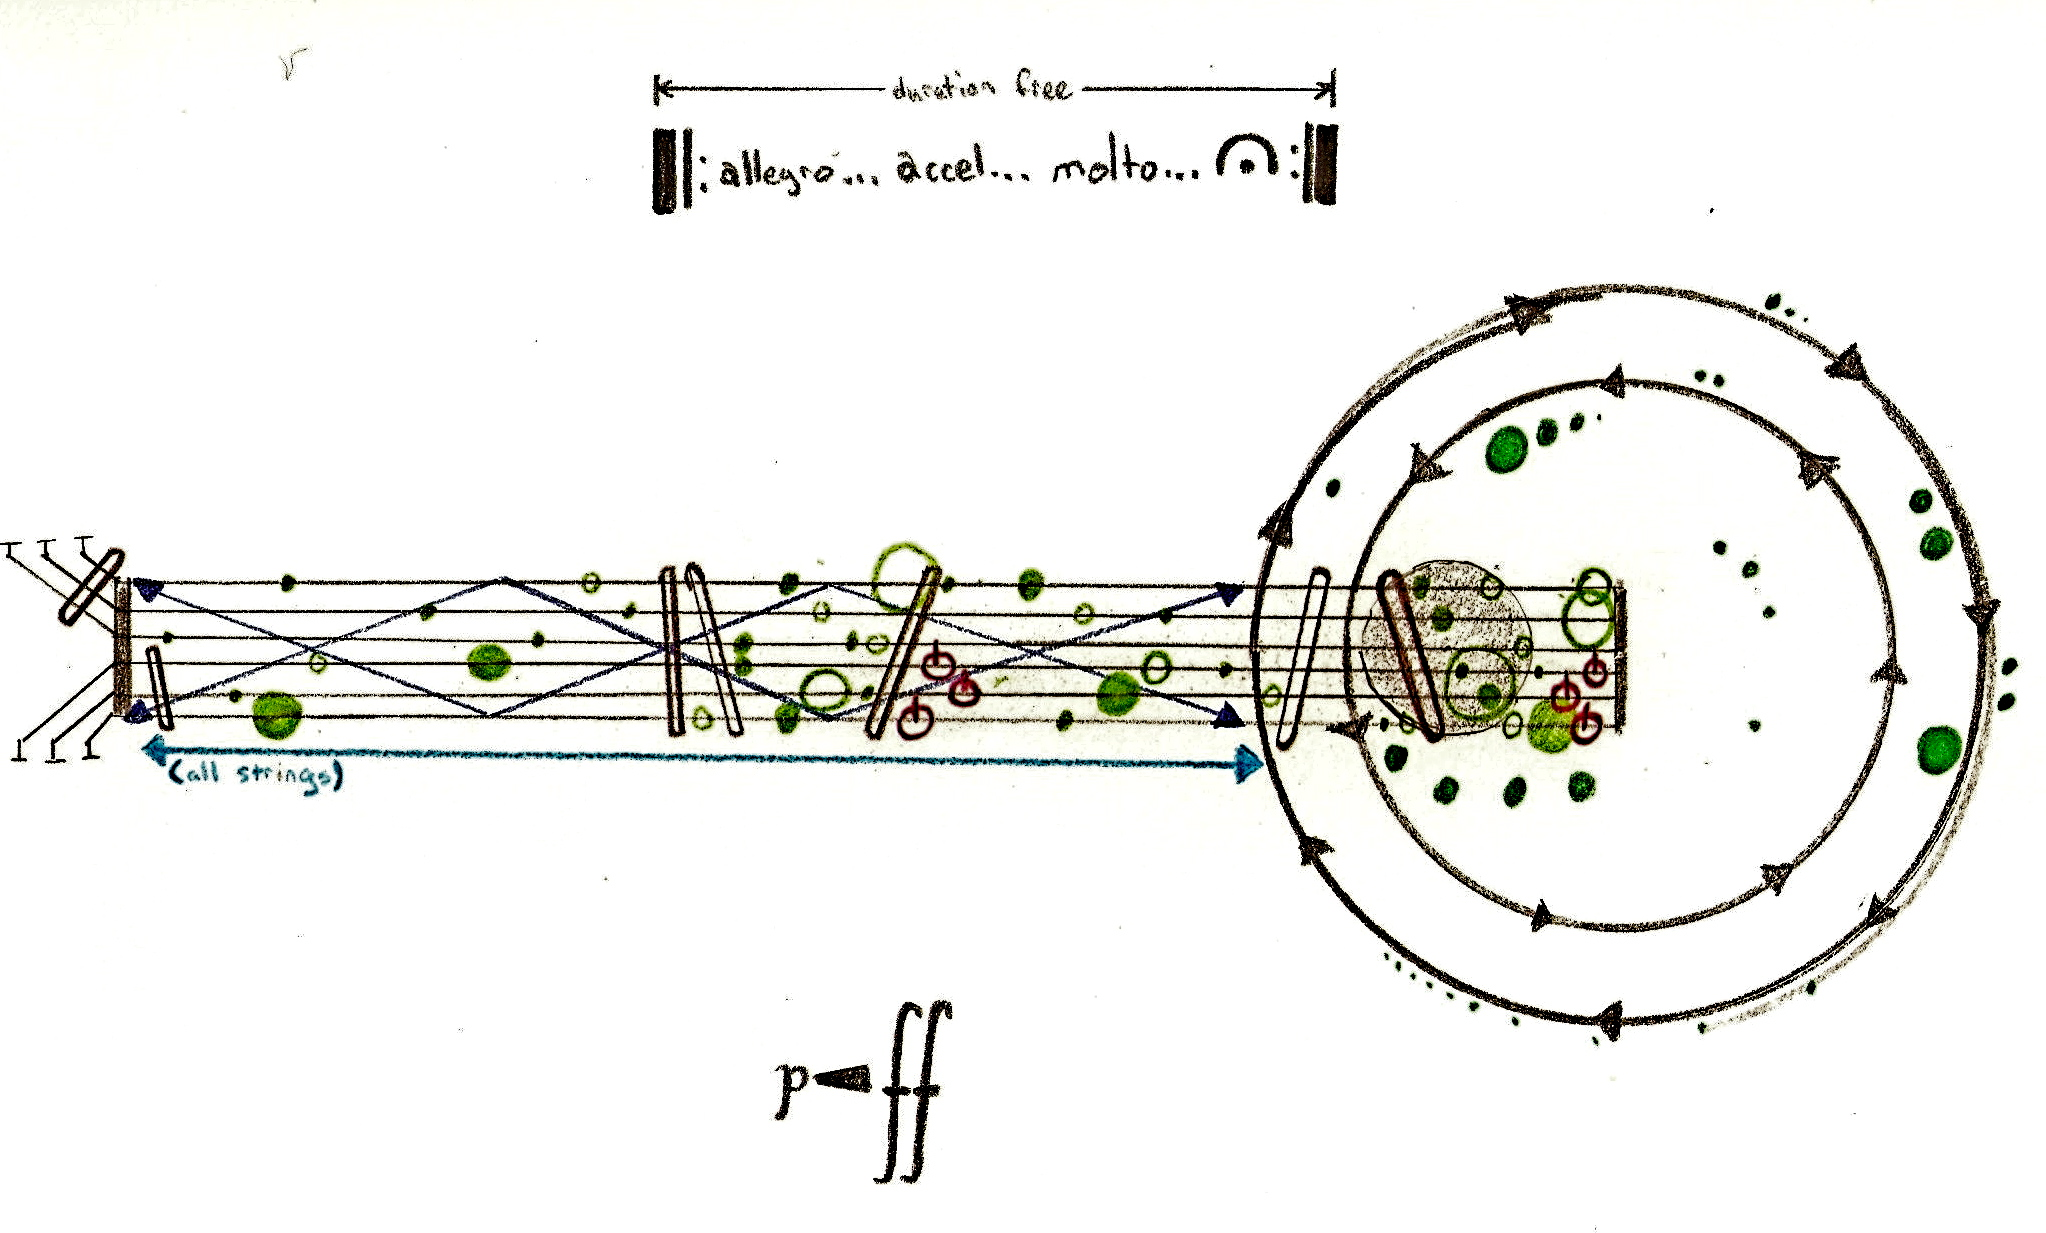 duration free
allegro... accel... molto...
(all strings)
p ff